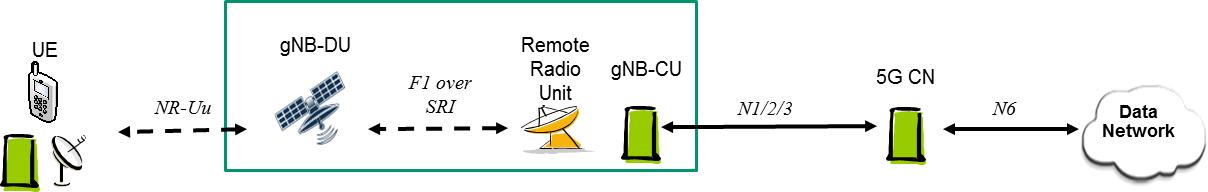 UE
NR-Uu
gNB-DU
F1 over
SRI
Remote
Radio
Unit
gNB-CU
N1/2/3
5G CN
N6
Data
Network